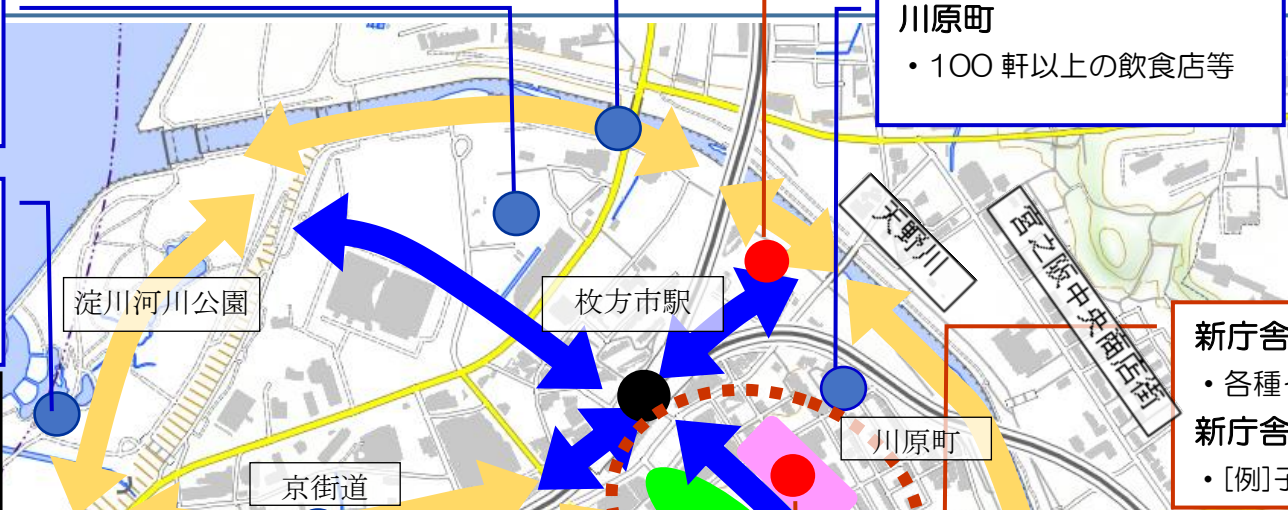 川原町
・100 軒以上の飲食店等
天野川
宮之阪中央商店街
淀川河川公園
枚方市駅
新庁舎
・各種
川原町
新庁舎
・[例]子
京街道